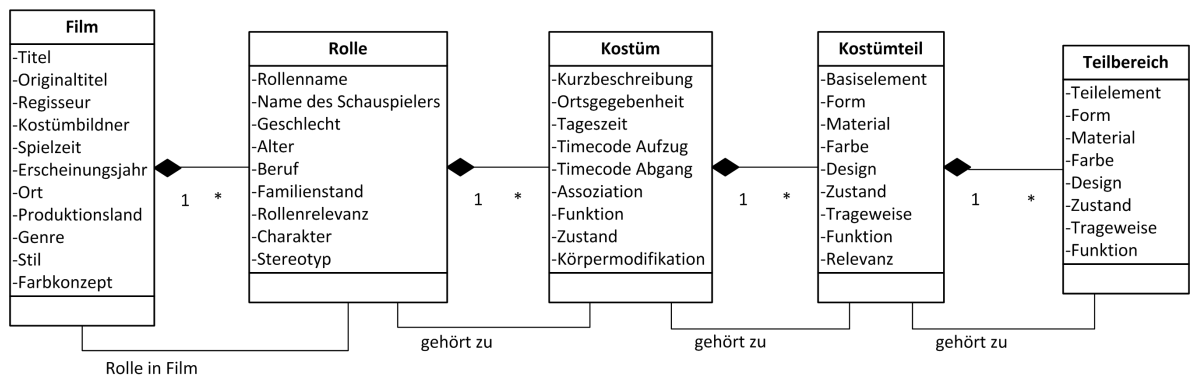 Film
-Titel
-Originaltitel
-Regisseur
-Kostümbildner
-Spielzeit
-Erscheinungsjahr
-Ort
-Produktionsland
-Genre
-Stil
-Farbkonzept
1 *
Rolle
-Rollenname
-Name des Schauspielers
-Geschlecht
-Alter
-Beruf
-Familienstand
-Rollenrelevanz
-Charakter
-Stereotyp
1 *
Kostüm
-Kurzbeschreibung
-Ortsgegebenheit
-Tageszeit
-Timecode Aufzug
-Timecode Abgang
-Assoziation
-Funktion
-Zustand
-Körpermodifikation
1 *
Kostümteil
-Basiselement
-Form
-Material
-Farbe
-Design
-Zustand
-Trageweise
-Funktion
-Relevanz
1 *
Teilbereich
-Teilelement
-Form
-Material
-Farbe
-Design
-Zustand
-Trageweise
-Funktion
Rolle in Film
gehört zu
gehört zu
gehört zu